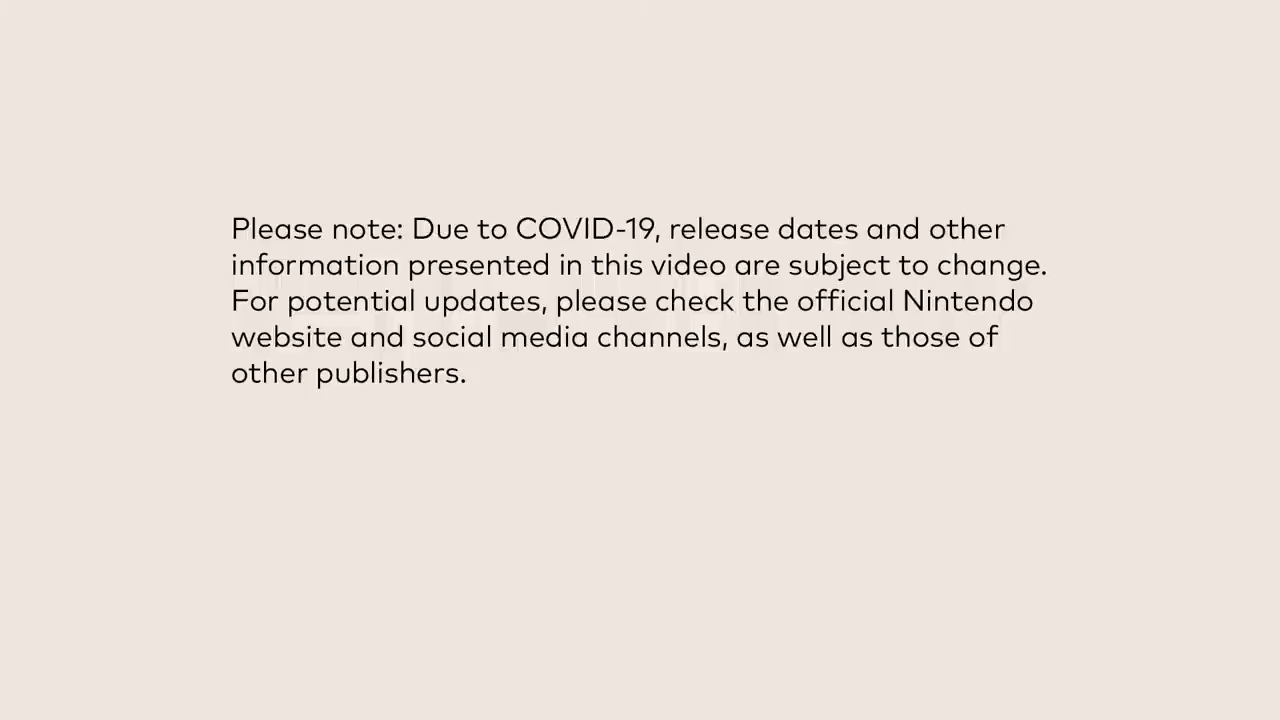 Please note: Due to COVID-19, release dates and other
information presented in this video are subject to change.
For potential updates, please check the official Nintendo
website and social media channels, as well as those of
other publishers.